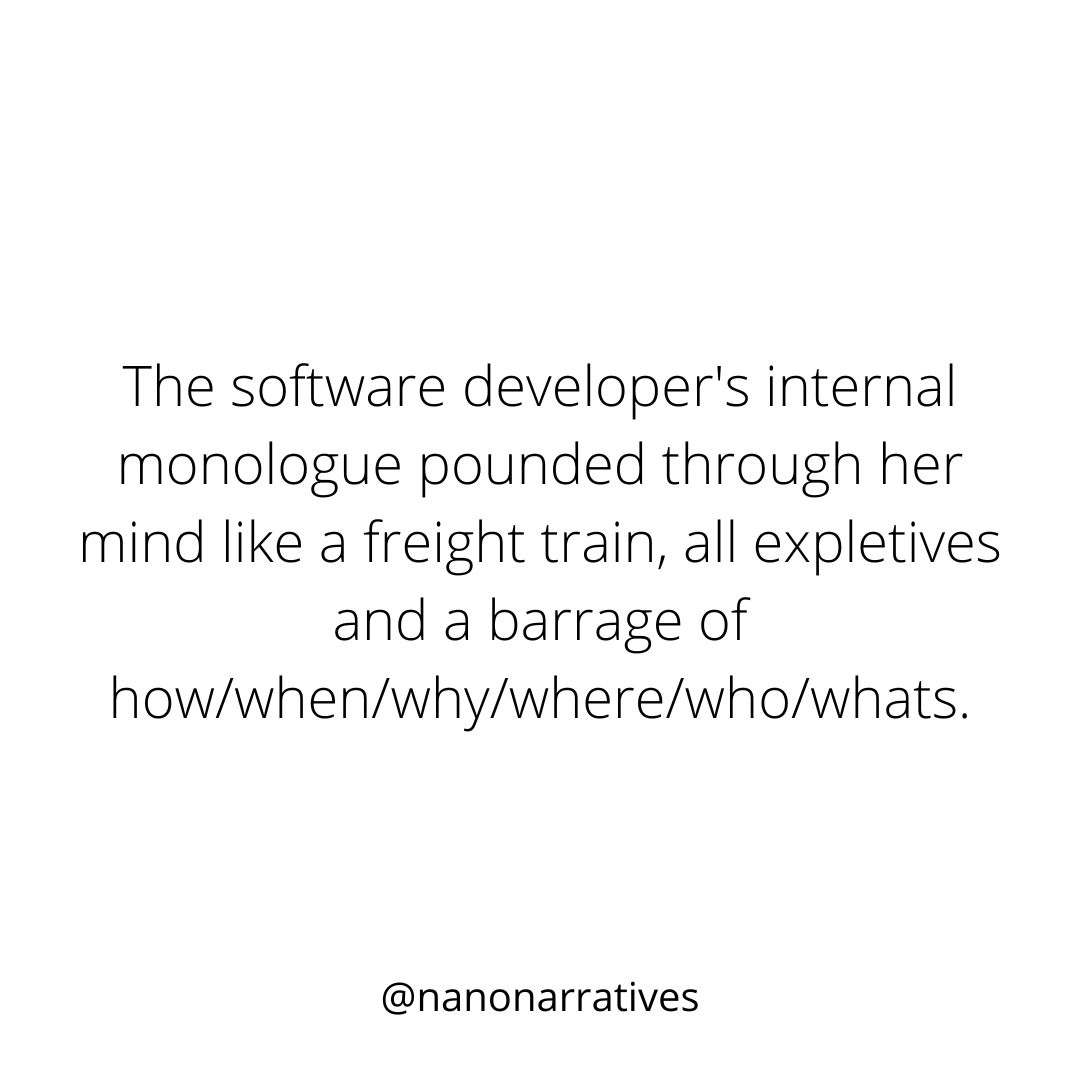 The software developer's internal
monologue pounded through her
mind like a freight train, all expletives
and a barrage of
how/when/why/where/who/whats.
@nanonarratives